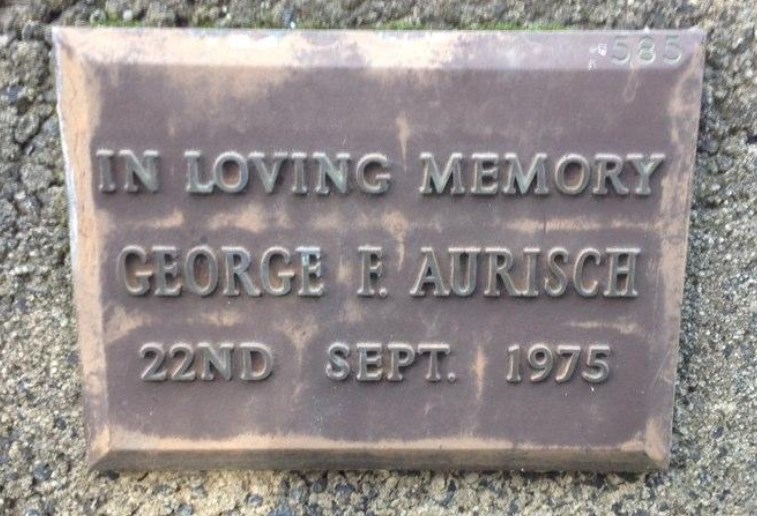 585
IN LOVING MEMORY
GEORGE F. AURISCH
22ND SEPT. 1975